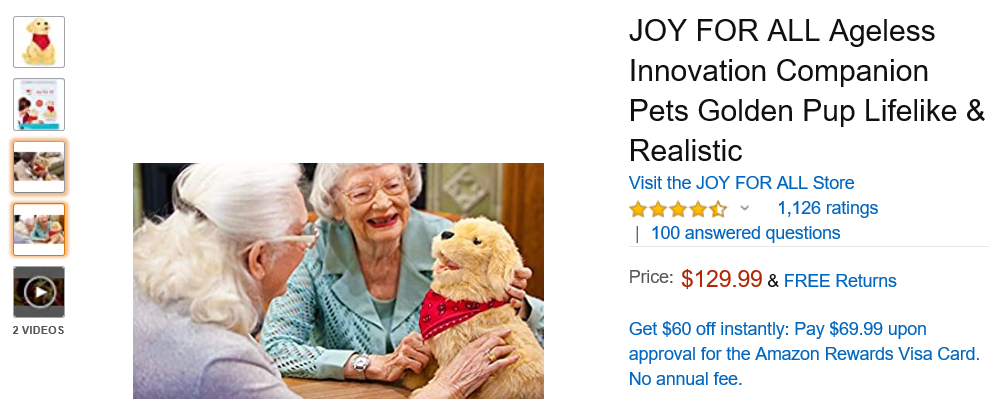 JOY FOR ALL Ageless
Innovation Companion
Pets Golden Pup Lifelike &
Realistic
Visit the JOY FOR ALL Store
1,126 ratings
| 100 answered questions
Price: $129.99 & FREE Returns
Get $60 off instantly: Pay $69.99 upon
approval for the Amazon Rewards Visa Card.
No annual fee.
2 VIDEOS